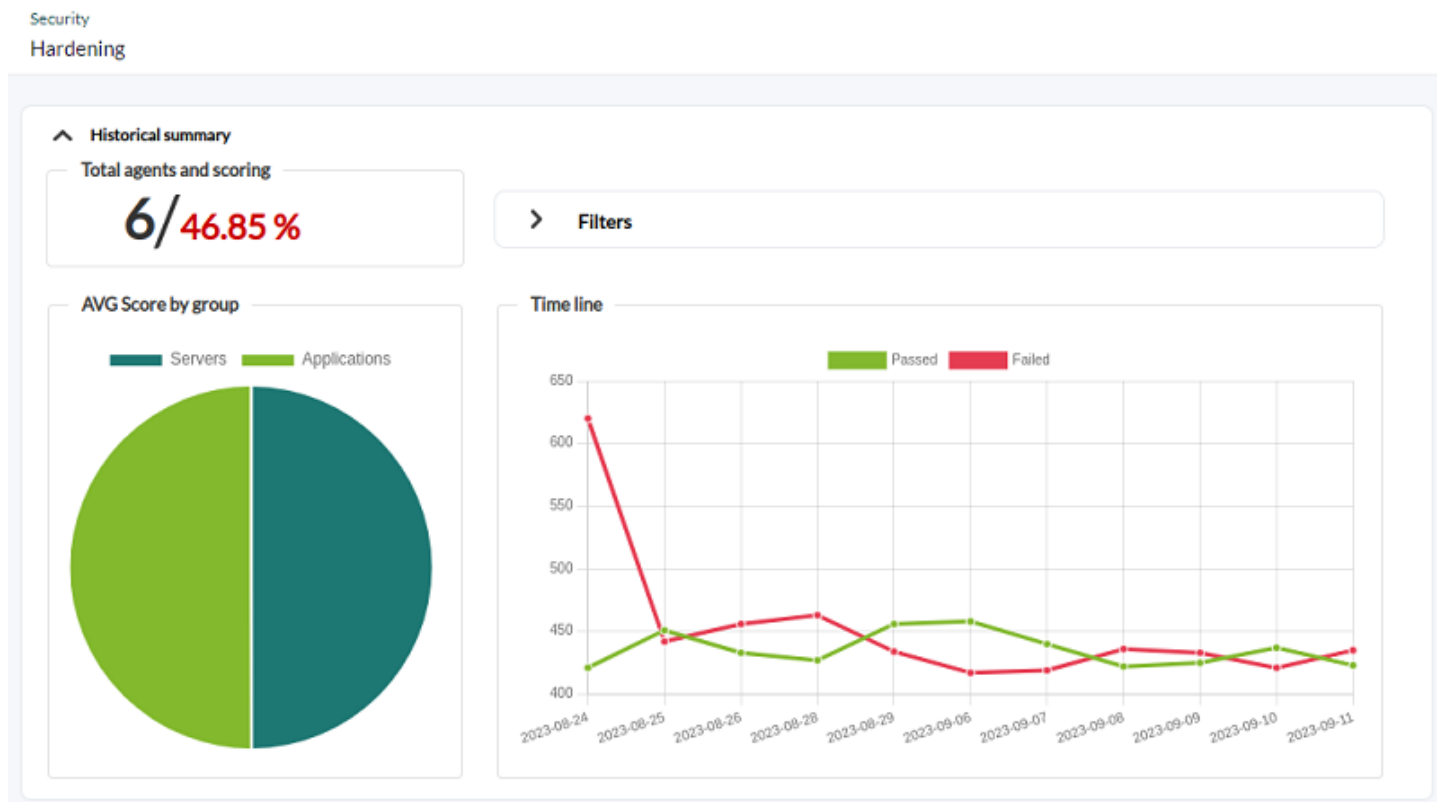 Security
Hardening
Historical summary
Total agents and scoring
6/46.85 %
Filters
AVG Score by group
Servers Applications
Time line
Passed Failed
650
600
550
500
450
400
2023-08-24 2023-08-25 2023-08-26 2023-08-28 2023-08-29 2023-09-06 2023-09-07 2023-09-08 2023-09-09 2023-09-10 2023-09-11